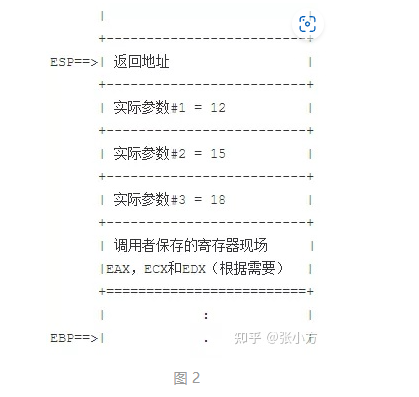 ESP==> 返回地址
实际参数#1 = 12
实际参数#2 = 15
实际参数#3 = 18
调用者保存的寄存器现场
EAX，ECX和EDX（根据需要）
:
EBP==> .
知乎 @张小方
图 2